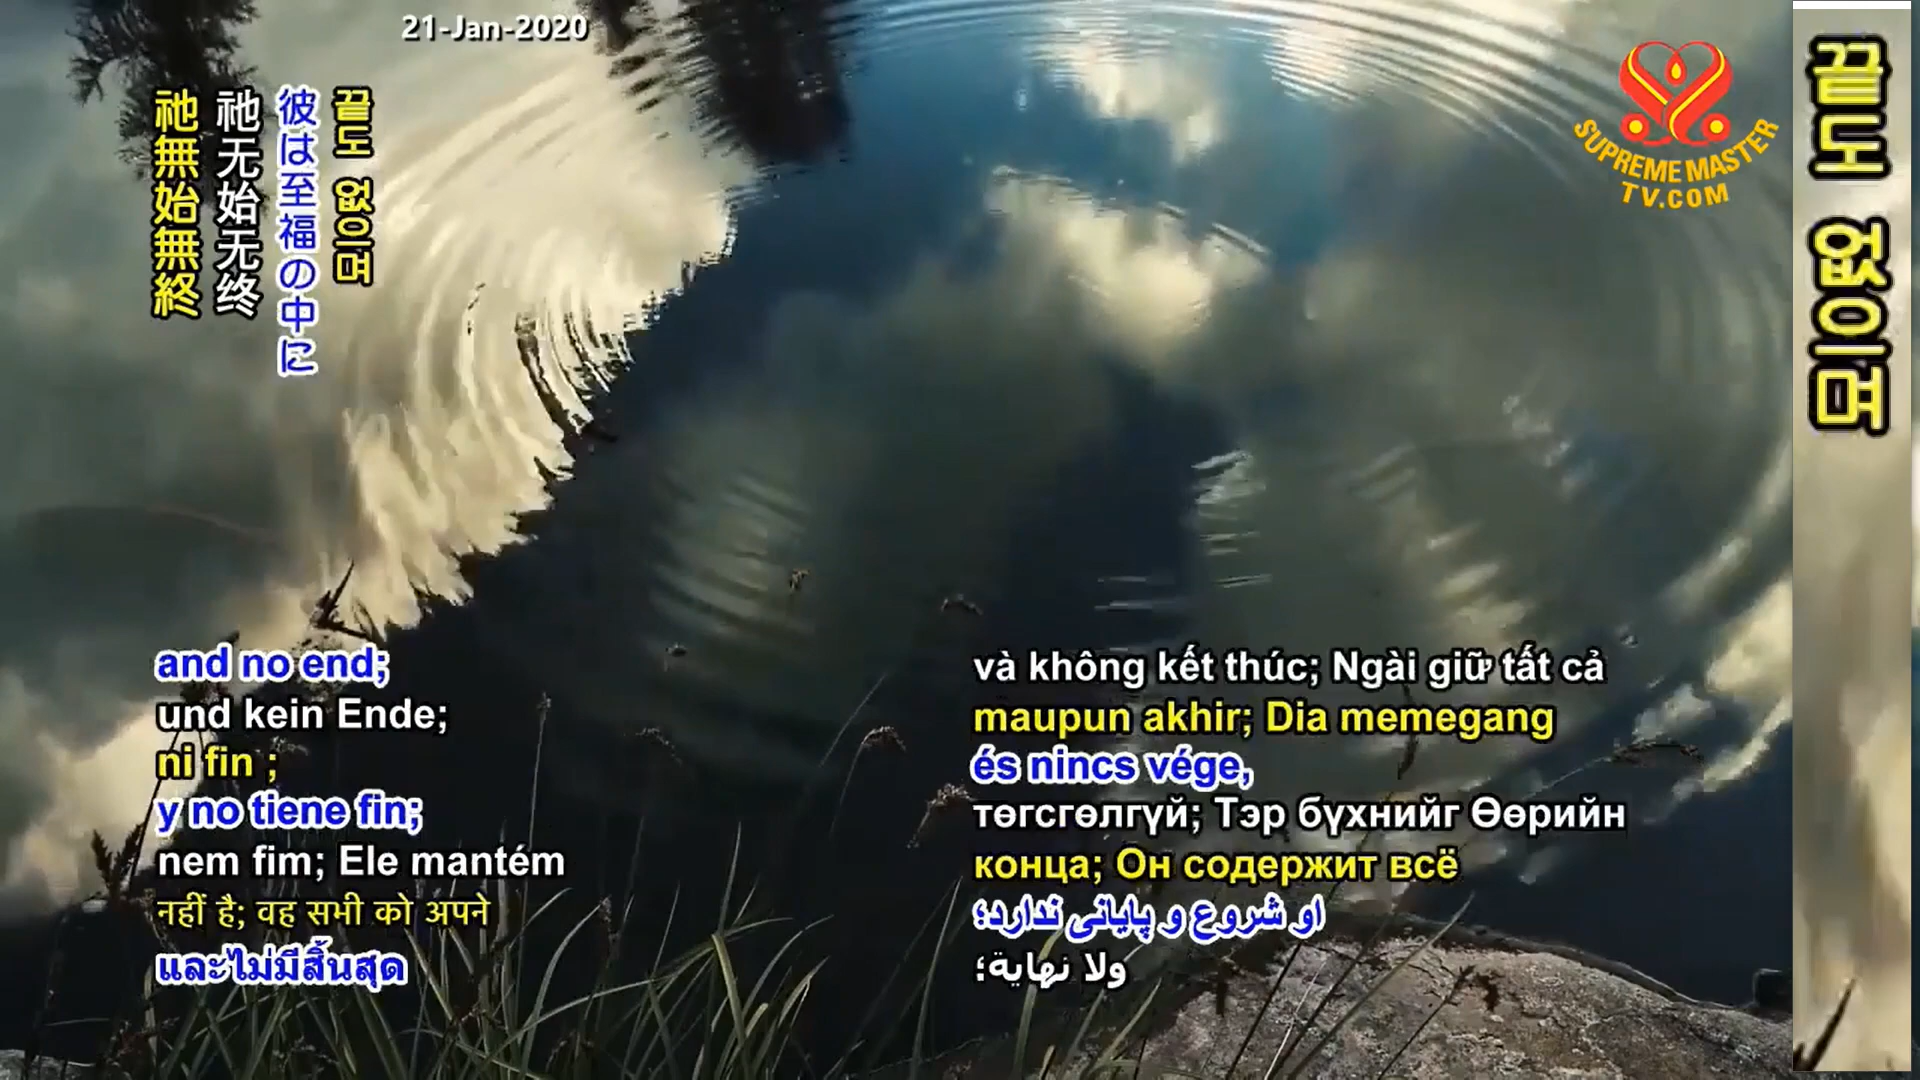 21-Jan-2020
끝도 없이며
彼は至福の中に
祂无始无终
祂無始無終
SUPREME MASTER
TV.COM
끝도 없이며
and no end;
und kein Ende;
ni fin ;
y no tiene fin;
nem fim; Ele mantém
नहीं है; वह सभी को अपने
และไม่มีสิ้นสุด
và không kết thúc; Ngài giữ tất cả
maupun akhir; Dia memegang
és nincs vége,
төгсгөлгүй; Тэр бүхнийг Өөрийн
конца; Он содержит всё
او شروع و پایانی ندارد؛
ولا نهاية؛